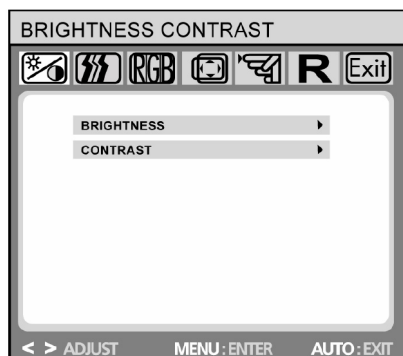 BRIGHTNESS CONTRAST
RGB R Exit
BRIGHTNESS
CONTRAST
< > ADJUST MENU : ENTER AUTO : EXIT